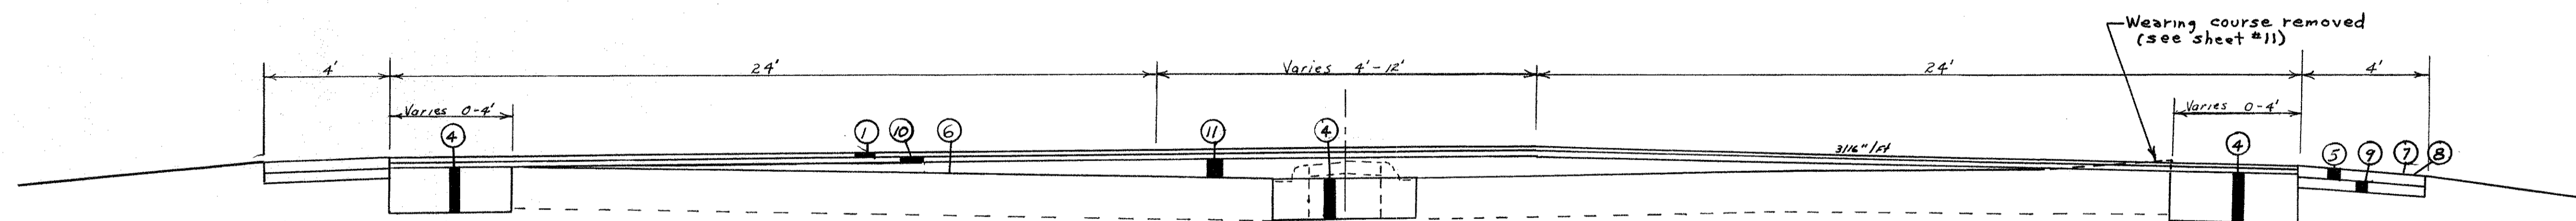 Wearing course removed
(see sheet #11)
4'
24'
Varies 4'-12'
24'
4'
Varies 0-4'
Varies 0-4'
4
1
10
6
11
4
3/16"/Ft
4
5
9
7
8